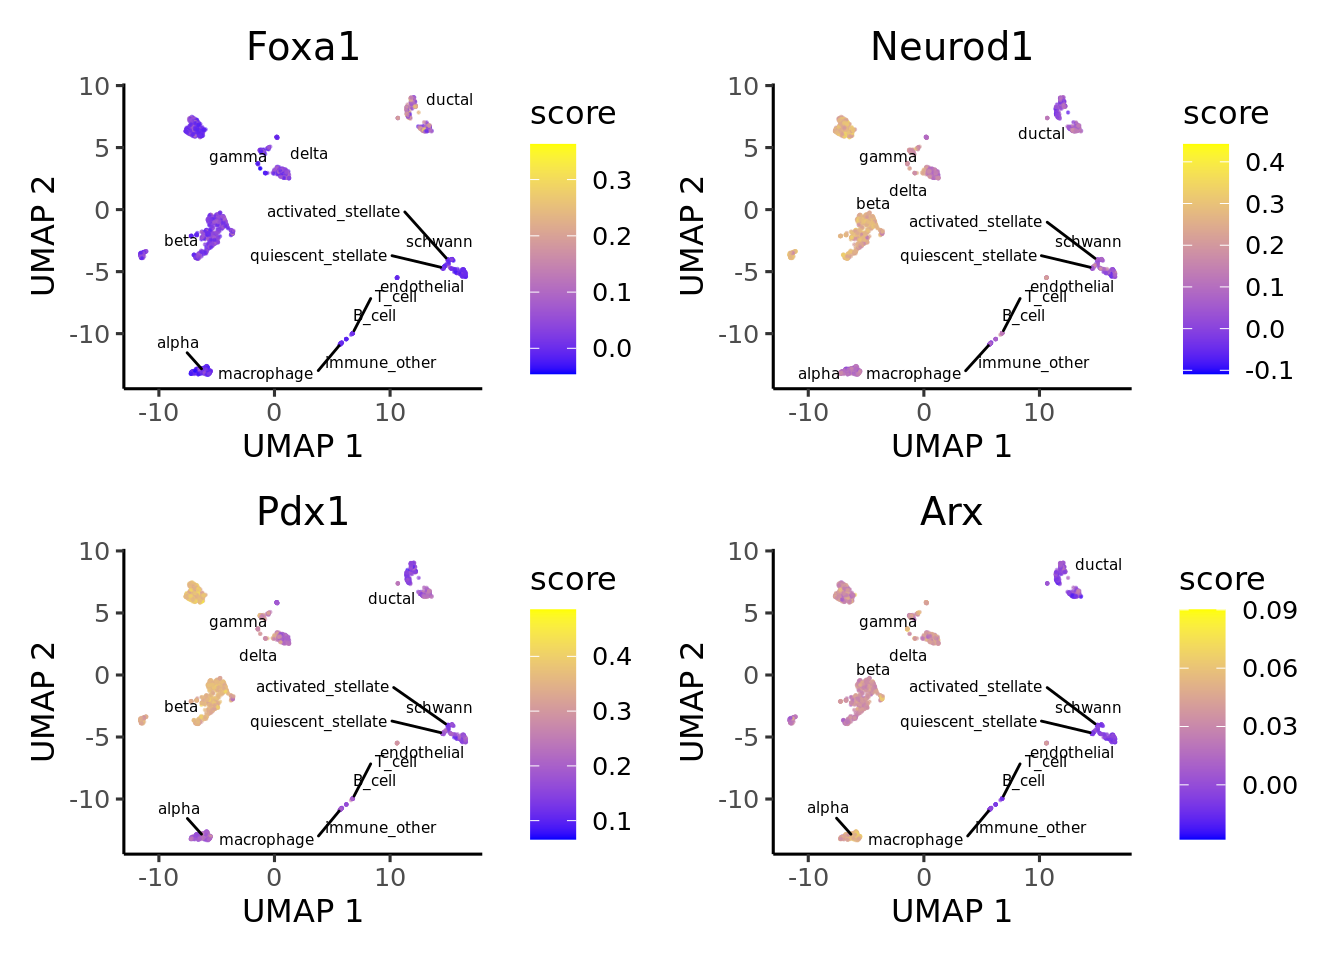 Foxa1
UMAP 2
10
5
0
-5
-10
ductal
gamma
delta
activated_stellate
beta
schwann
quiescent_stellate
endothelial
T_cell
B_cell
alpha
immune_other
macrophage
-10 0 10
UMAP 1
score
0.3
0.2
0.1
0.0
Neurod1
UMAP 2
10
5
0
-5
-10
ductal
gamma
delta
beta
activated_stellate
schwann
quiescent_stellate
endothelial
T_cell
B_cell
immune_other
alpha
macrophage
-10 0 10
UMAP 1
score
0.4
0.3
0.2
0.1
0.0
-0.1
Pdx1
UMAP 2
10
5
0
-5
-10
ductal
gamma
delta
activated_stellate
beta
schwann
quiescent_stellate
endothelial
T_cell
B_cell
alpha
immune_other
macrophage
-10 0 10
UMAP 1
score
0.4
0.3
0.2
0.1
Arx
UMAP 2
10
5
0
-5
-10
ductal
gamma
delta
beta
activated_stellate
schwann
quiescent_stellate
endothelial
T_cell
B_cell
alpha
immune_other
macrophage
-10 0 10
UMAP 1
score
0.09
0.06
0.03
0.00